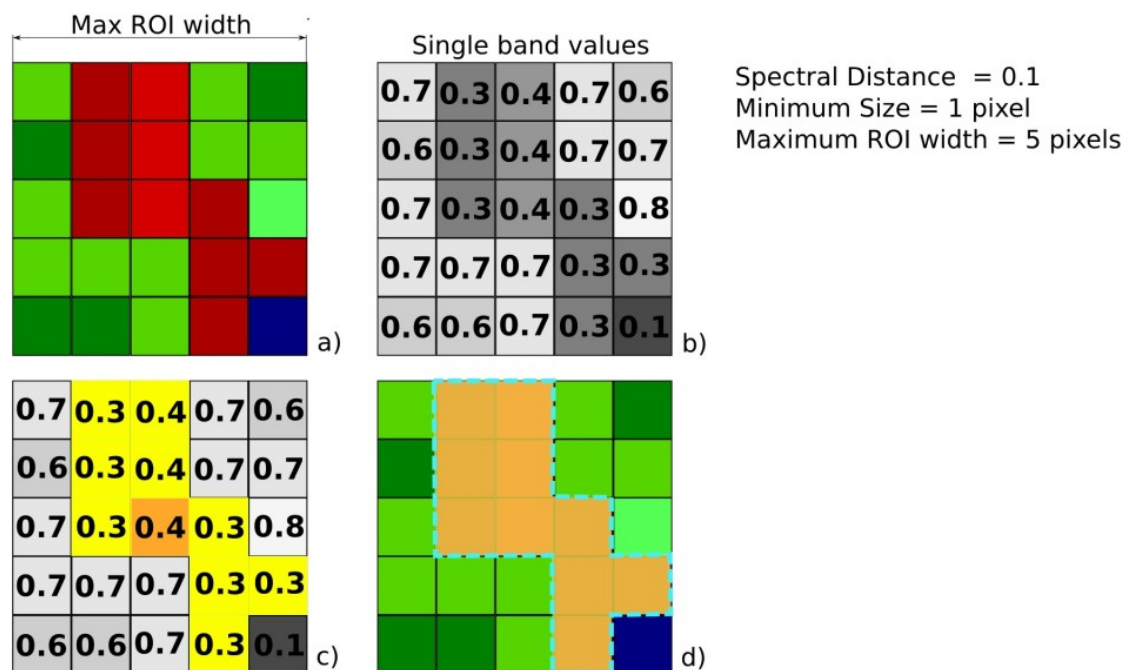 Max ROI width
Single band values
Spectral Distance = 0.1
Minimum Size = 1 pixel
Maximum ROI width = 5 pixels
0.7 0.3 0.4 0.7 0.6
0.6 0.3 0.4 0.7 0.7
0.7 0.3 0.4 0.3 0.8
0.7 0.7 0.7 0.3 0.3
0.6 0.6 0.7 0.3 0.1
a)
b)
0.7 0.3 0.4 0.7 0.6
0.6 0.3 0.4 0.7 0.7
0.7 0.3 0.4 0.3 0.8
0.7 0.7 0.7 0.3 0.3
0.6 0.6 0.7 0.3 0.1
c)
d)